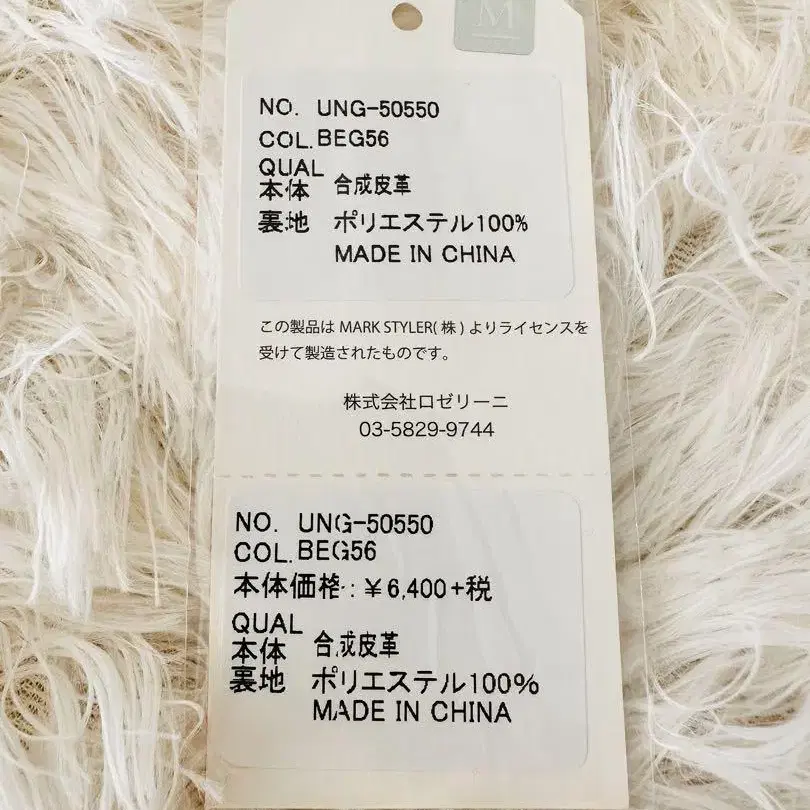 M
NO. UNG-50550
COL. BEG56
QUAL
本体 合成皮革
裏地 ポリエステル100%
MADE IN CHINA
この製品は MARK STYLER(株)よりライセンスを
受けて製造されたものです。
株式会社ロゼリーニ
03-5829-9744
NO. UNG-50550
COL. BEG56
本体価格:¥6,400+税
QUAL
本体 合成皮革
裏地 ポリエステル100%
MADE IN CHINA